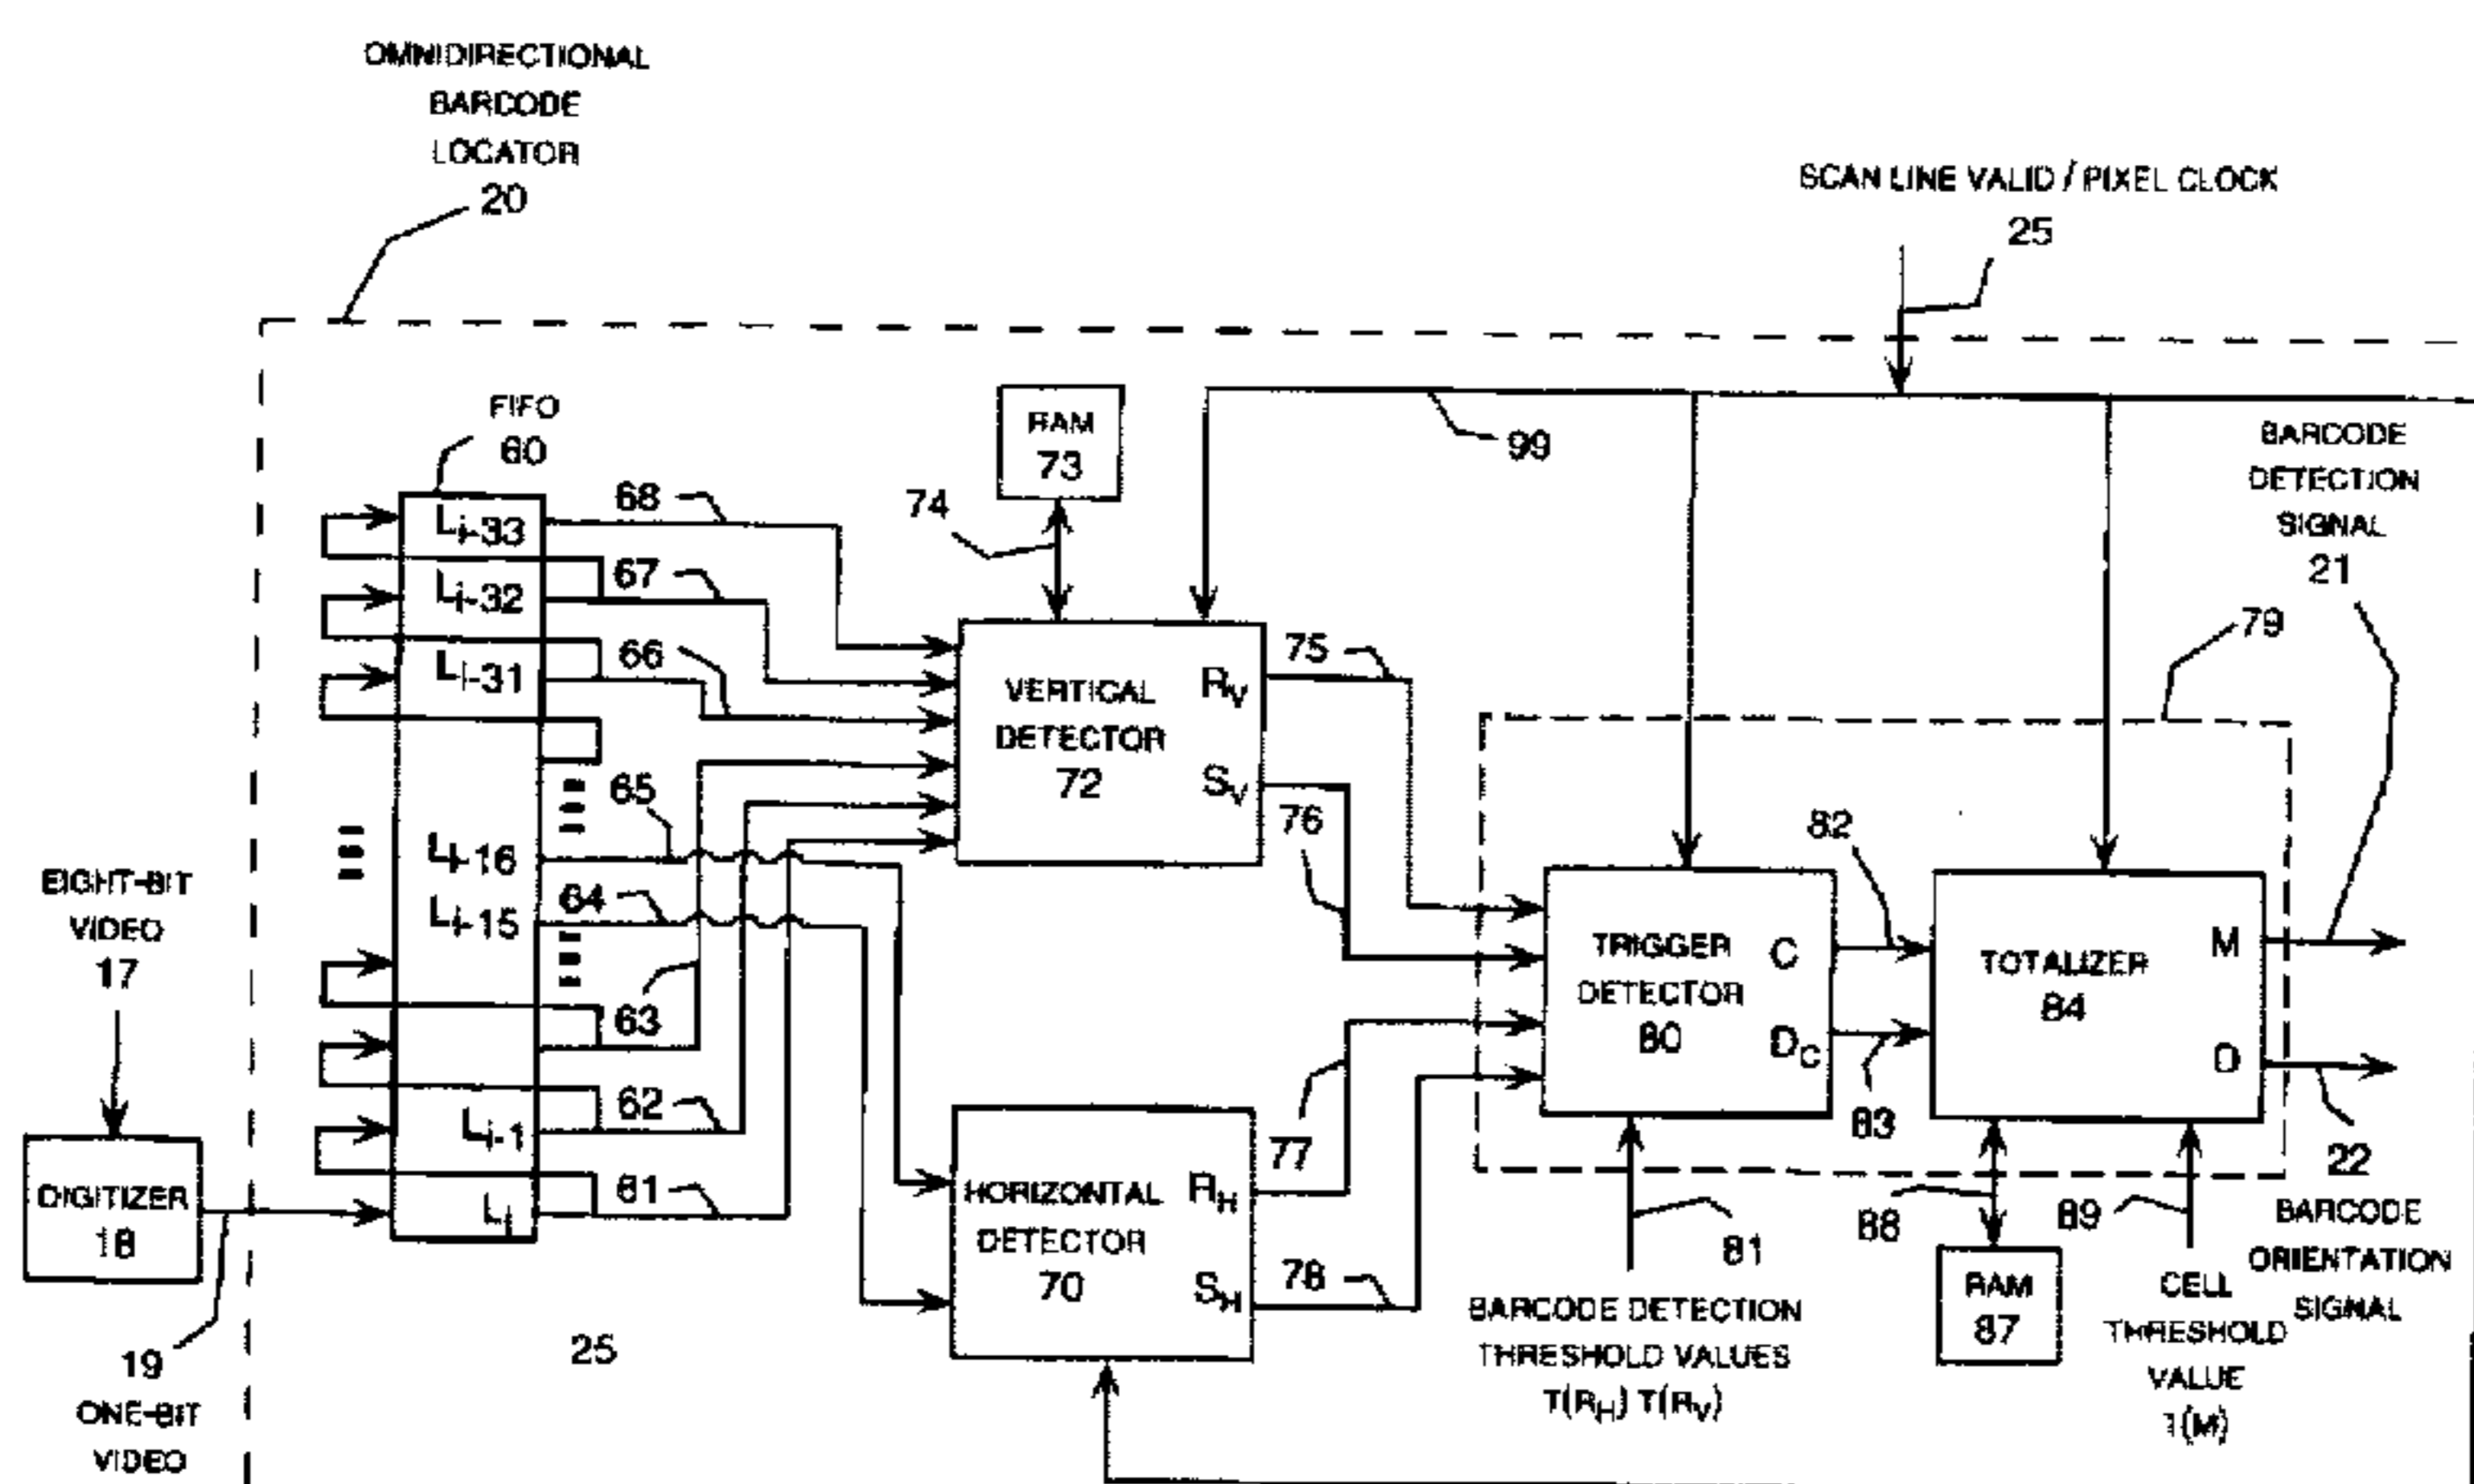 OMNIDIRECTIONAL
BARCODE
LOCATOR
20
SCAN LINE VALID / PIXEL CLOCK
25
FIFO
60
RAM
73
74
99
BARCODE
DETECTION
SIGNAL
21
79
Li-33
Li-32
Li-31
Li-16
Li-15
Li-1
Li
68
67
66
65
64
63
62
61
VERTICAL
DETECTOR
72
RV
SV
75
76
EIGHT-BIT
VIDEO
17
DIGITIZER
18
19
ONE-BIT
VIDEO
25
HORIZONTAL
DETECTOR
70
RH
SH
77
78
TRIGGER
DETECTOR
80
C
DC
82
83
TOTALIZER
84
M
O
22
BARCODE
ORIENTATION
SIGNAL
81
BARCODE DETECTION
THRESHOLD VALUES
T(RH) T(RV)
88
RAM
87
89
CELL
THRESHOLD
VALUE
T(M)